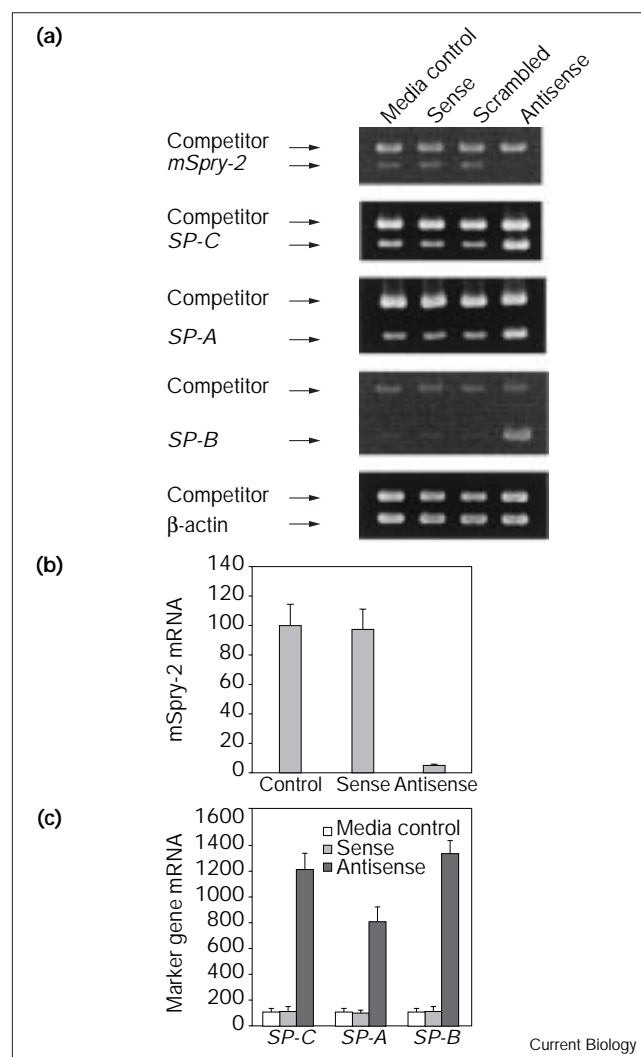 (a)
Media control
Sense
Scrambled
Antisense
Competitor
mSpry-2
Competitor
SP-C
Competitor
SP-A
Competitor
SP-B
Competitor
β-actin
(b)
mSpry-2 mRNA
140
120
100
80
60
40
20
0
Control Sense Antisense
(c)
Marker gene mRNA
1600
1400
1200
1000
800
600
400
200
0
Media control
Sense
Antisense
SP-C SP-A SP-B
Current Biology